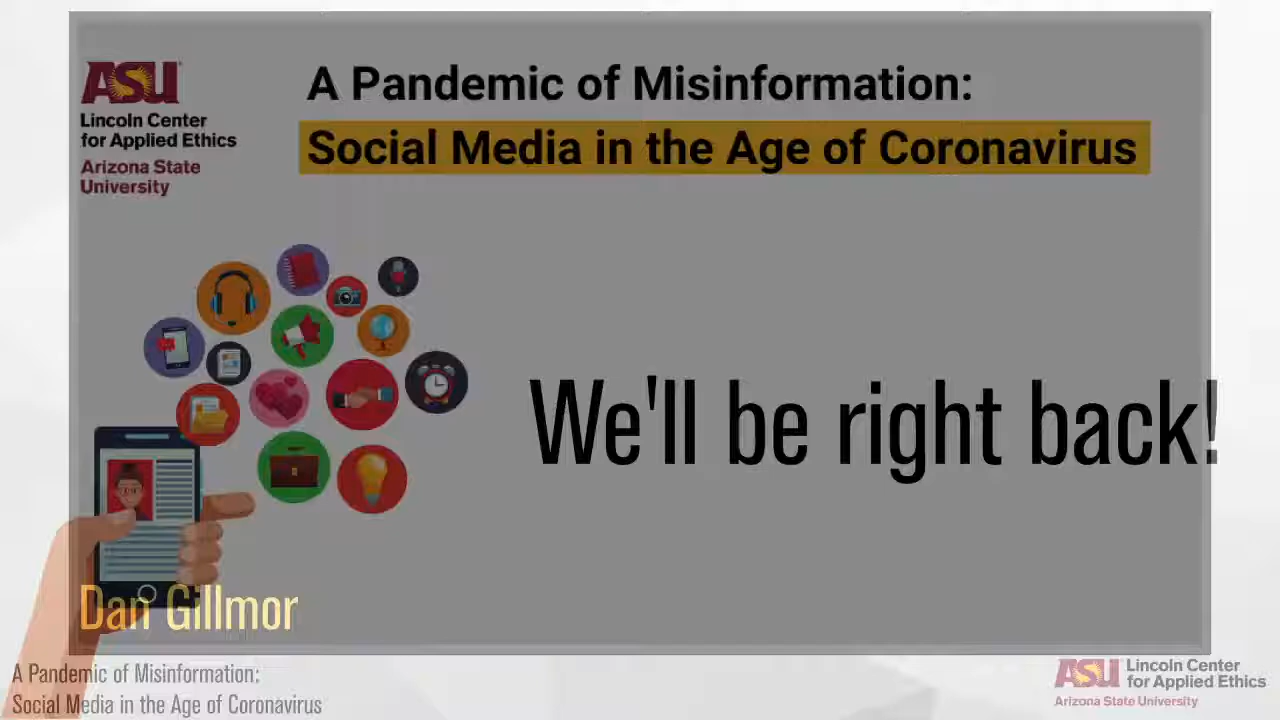 ASU
Lincoln Center
for Applied Ethics
Arizona State
University
A Pandemic of Misinformation:
Social Media in the Age of Coronavirus
We'll be right back!
Dan Gillmor
A Pandemic of Misinformation:
Social Media in the Age of Coronavirus
ASU
Lincoln Center
for Applied Ethics
Arizona State University